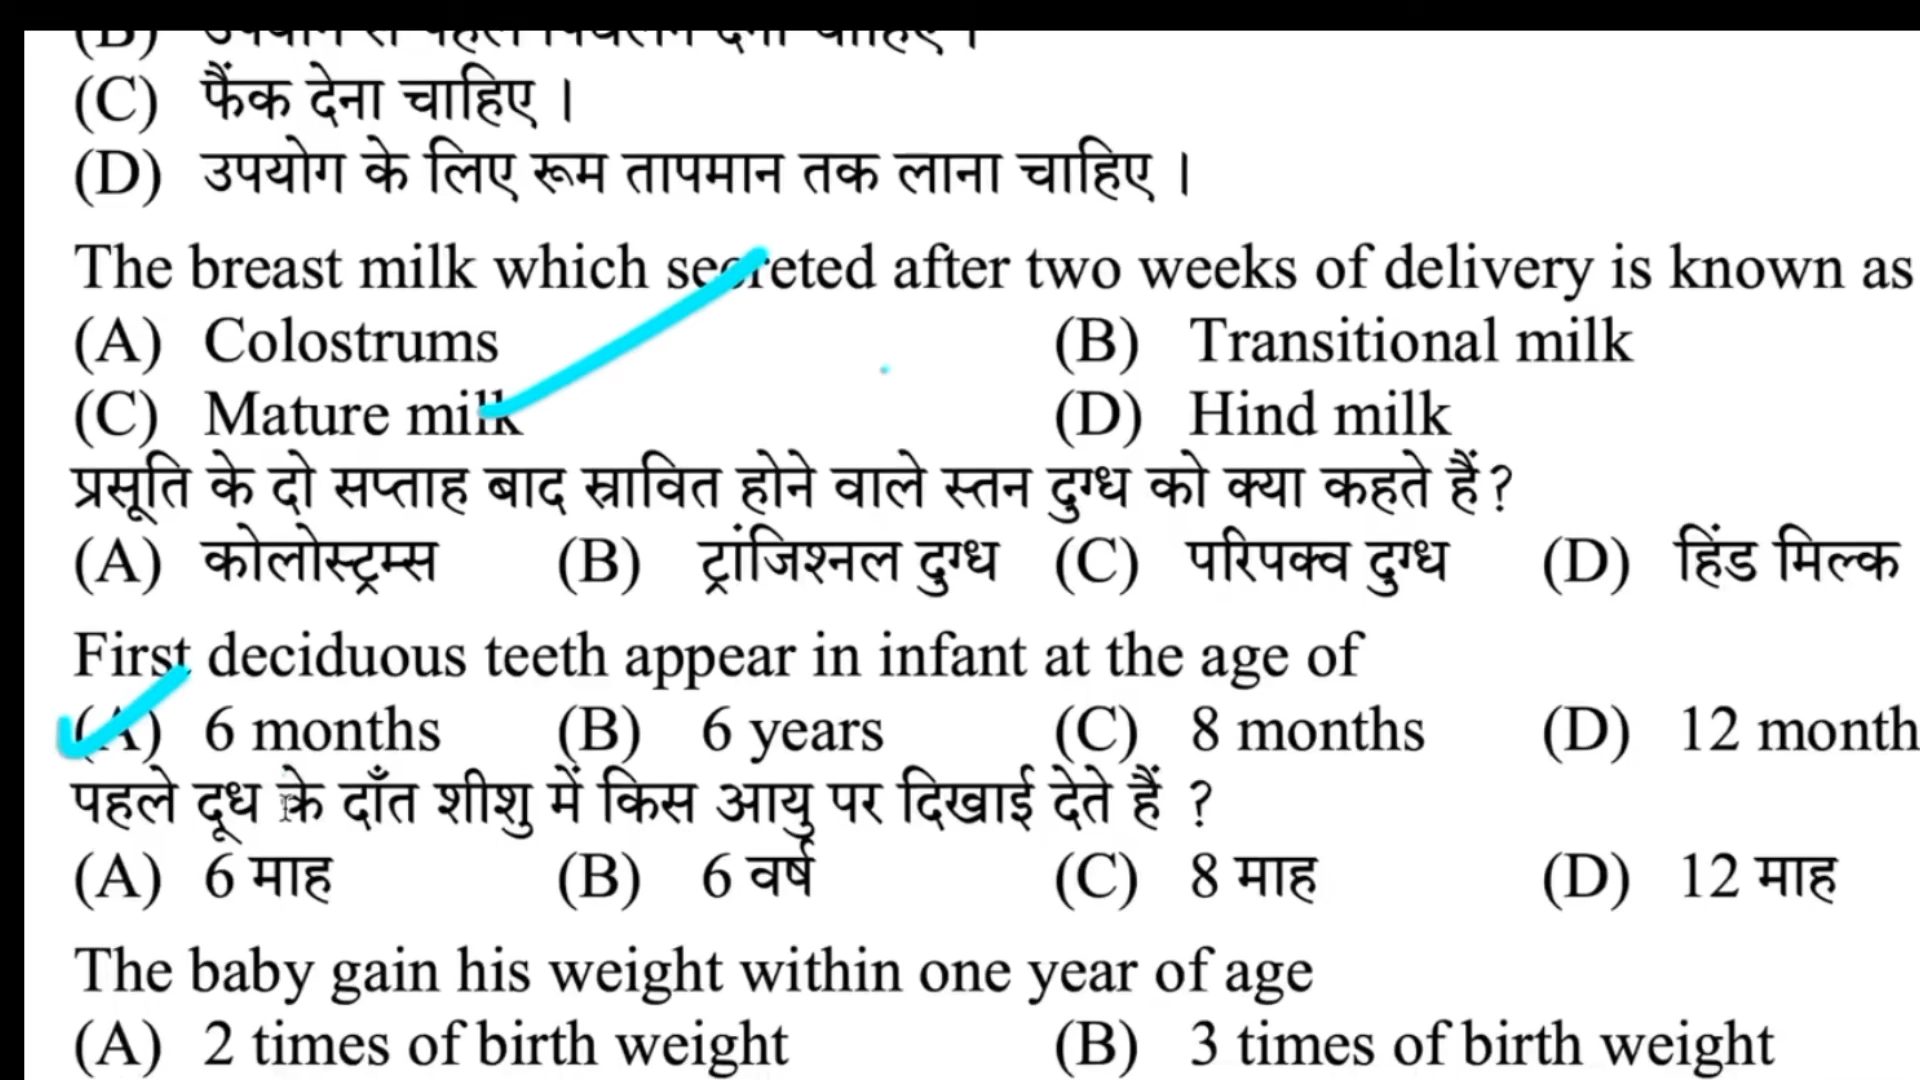 (B) उपयोग से पहले पिघलने देना चाहिए ।
(C) फैंक देना चाहिए ।
(D) उपयोग के लिए रूम तापमान तक लाना चाहिए ।
The breast milk which secreted after two weeks of delivery is known as
(A) Colostrums (B) Transitional milk
(C) Mature milk (D) Hind milk
प्रसूति के दो सप्ताह बाद स्रावित होने वाले स्तन दुग्ध को क्या कहते हैं?
(A) कोलोस्ट्रम्स (B) ट्रांजिश्नल दुग्ध (C) परिपक्व दुग्ध (D) हिंड मिल्क
First deciduous teeth appear in infant at the age of
(A) 6 months (B) 6 years (C) 8 months (D) 12 month
पहले दूध के दाँत शीशु में किस आयु पर दिखाई देते हैं ?
(A) 6 माह (B) 6 वर्ष (C) 8 माह (D) 12 माह
The baby gain his weight within one year of age
(A) 2 times of birth weight (B) 3 times of birth weight